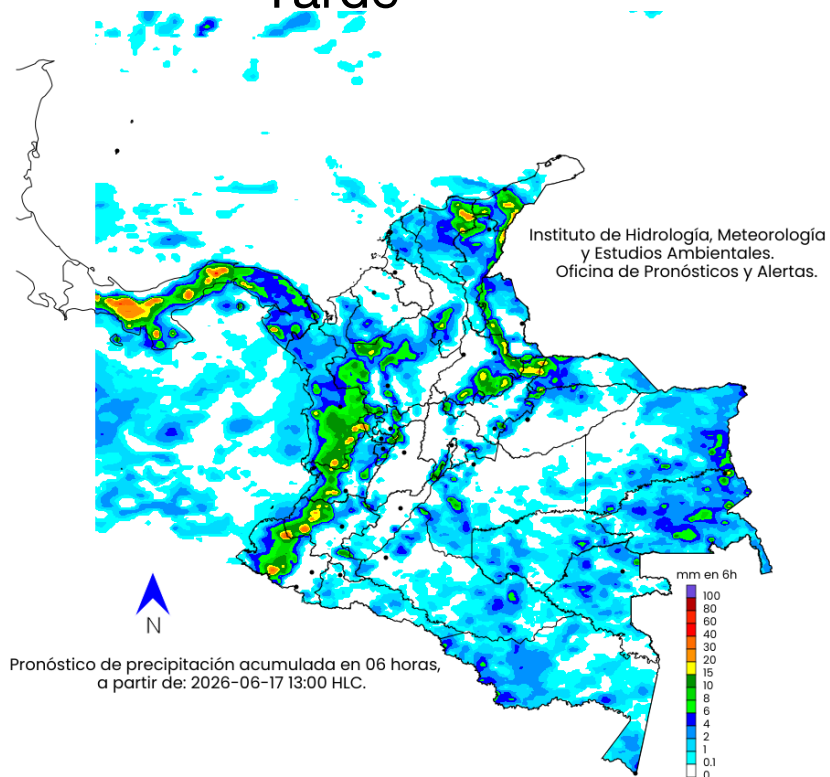 Tarde
Instituto de Hidrología, Meteorología
y Estudios Ambientales.
Oficina de Pronósticos y Alertas.
N
Pronóstico de precipitación acumulada en 06 horas,
a partir de: 2026-06-17 13:00 HLC.
mm en 6h
100
80
60
40
30
20
15
10
8
6
4
2
1
0.1
0